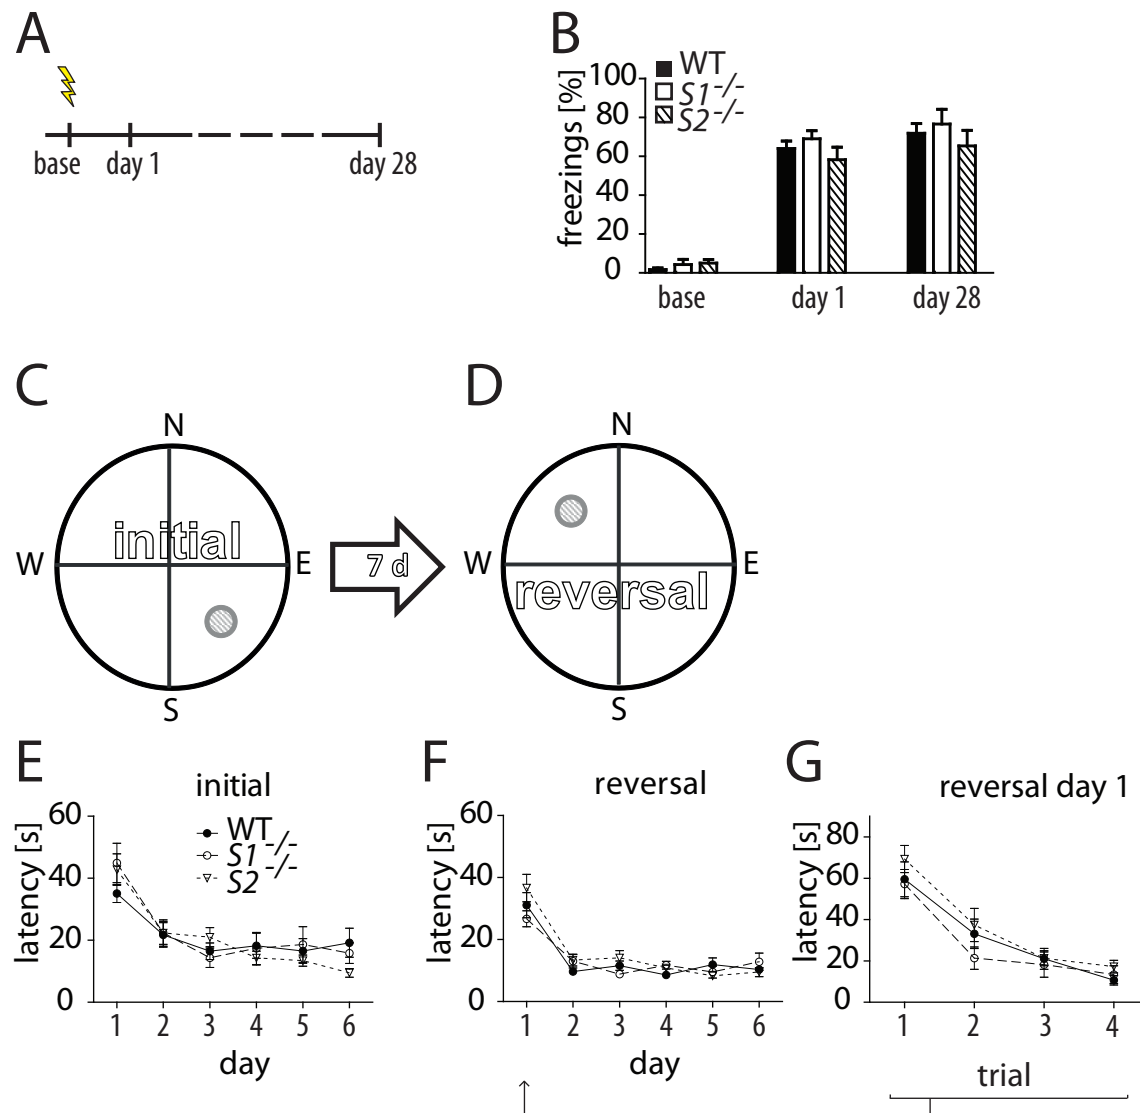 A
base day 1 day 28
B
freezings [%]
100
80
60
40
20
0
WT
S1-/-
S2-/-
base day 1 day 28
C
N
W
E
S
initial
7 d
D
N
W
E
S
reversal
E
initial
latency [s]
60
40
20
0
WT
S1-/-
S2-/-
1 2 3 4 5 6
day
F
reversal
latency [s]
60
40
20
0
1 2 3 4 5 6
day
G
reversal day 1
latency [s]
80
60
40
20
0
1 2 3 4
trial